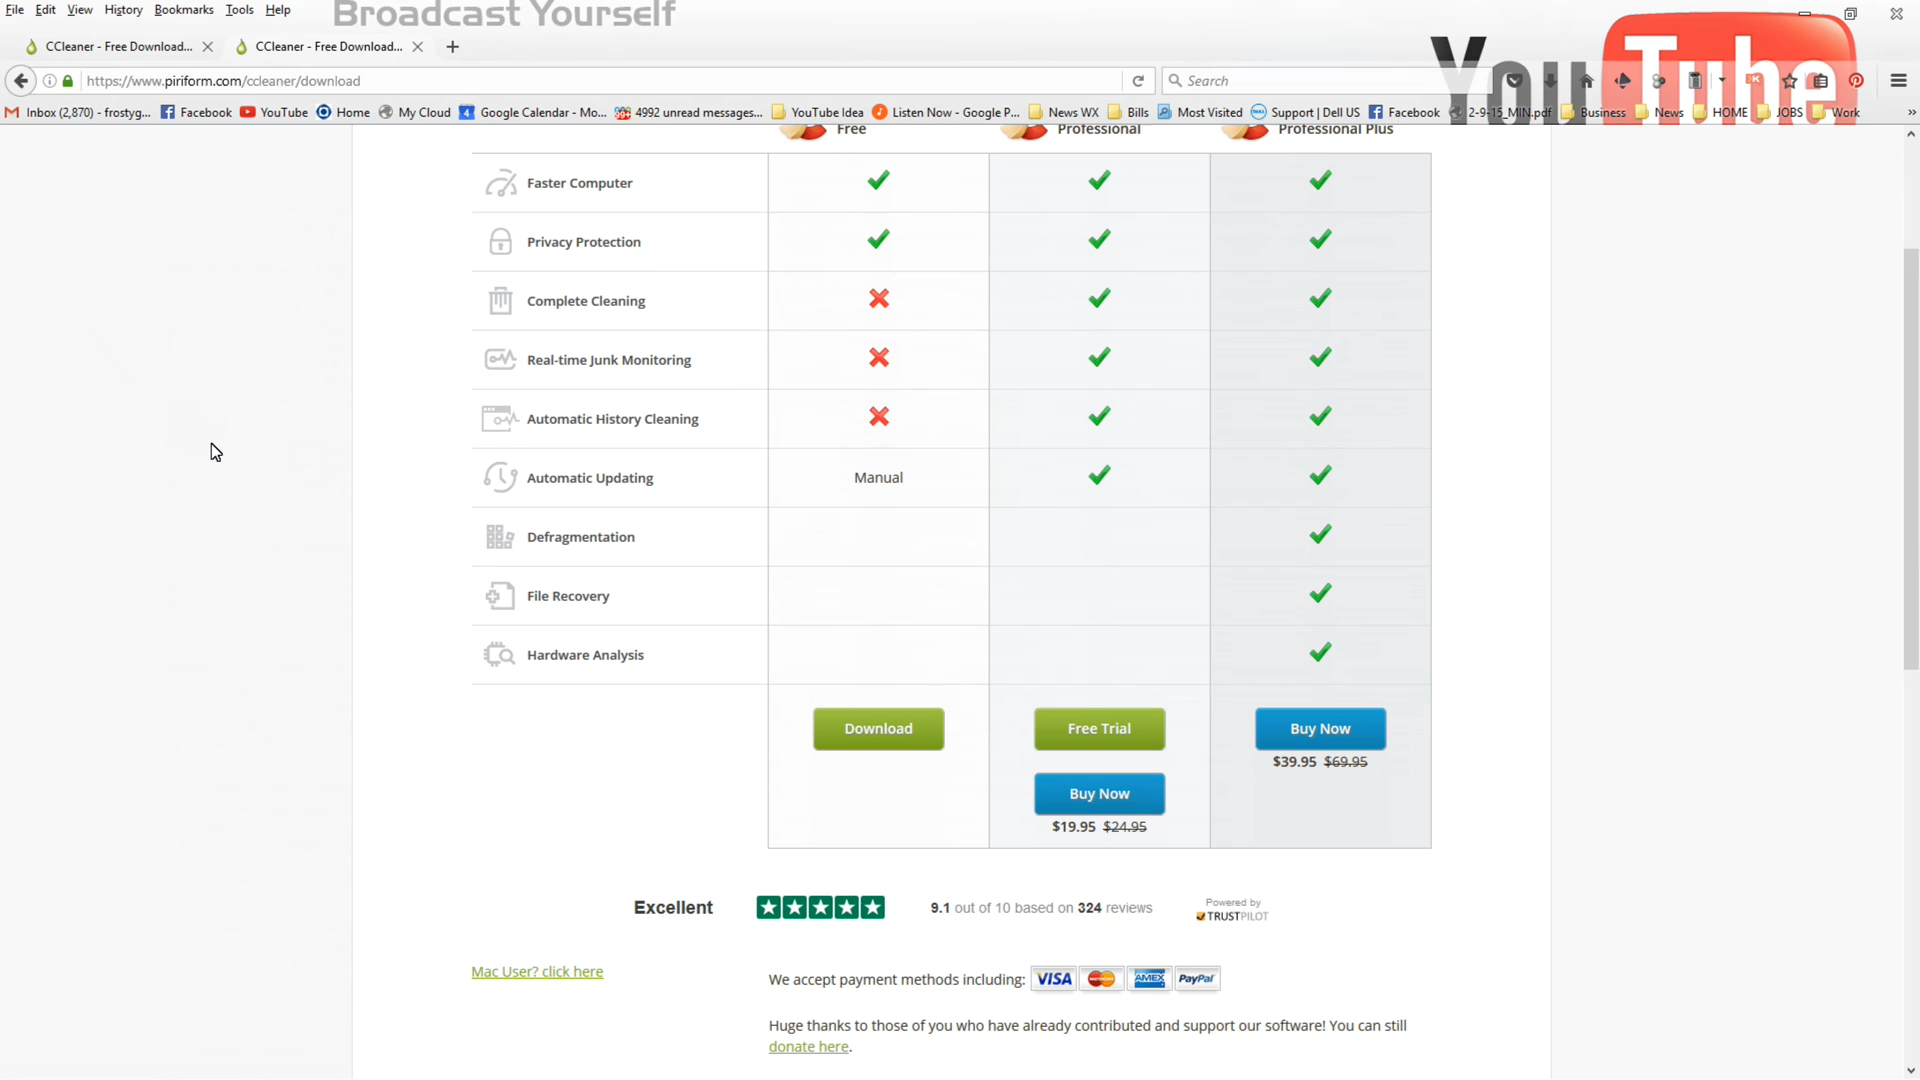 File Edit View History Bookmarks Tools Help
Broadcast Yourself
CCleaner - Free Download...
CCleaner - Free Download...
https://www.piriform.com/ccleaner/download
Search
YouTube
Inbox (2,870) - frostyg... Facebook YouTube Home My Cloud Google Calendar - Mo... 4992 unread messages... YouTube Idea Listen Now - Google P... News WX Bills Most Visited Support | Dell US Facebook 2-9-15_MIN.pdf Business News HOME JOBS Work
Free Professional Professional Plus
Faster Computer
Privacy Protection
Complete Cleaning
Real-time Junk Monitoring
Automatic History Cleaning
Automatic Updating Manual
Defragmentation
File Recovery
Hardware Analysis
Download Free Trial Buy Now
$39.95 $69.95
Buy Now
$19.95 $24.95
Excellent 9.1 out of 10 based on 324 reviews Powered by
TRUSTPILOT
Mac User? click here
We accept payment methods including: VISA MasterCard AMEX PayPal
Huge thanks to those of you who have already contributed and support our software! You can still
donate here.